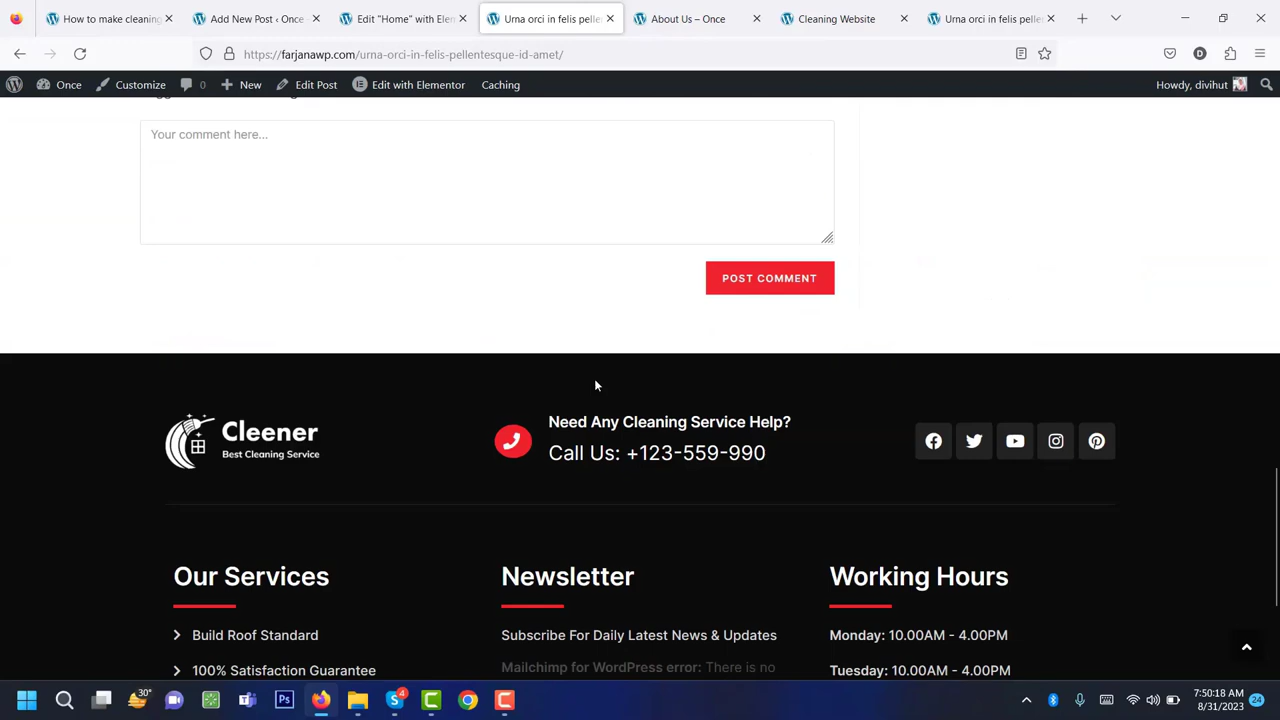 How to make cleaning
Add New Post ‹ Once
Edit "Home" with Elem
Urna orci in felis pelle
About Us – Once
Cleaning Website
Urna orci in felis pelle
https://farjanawp.com/urna-orci-in-felis-pellentesque-id-amet/
Once
Customize
0
New
Edit Post
Edit with Elementor
Caching
Howdy, divihut
Your comment here...
POST COMMENT
Cleener
Best Cleaning Service
Need Any Cleaning Service Help?
Call Us: +123-559-990
Our Services
Newsletter
Working Hours
Build Roof Standard
Subscribe For Daily Latest News & Updates
Monday: 10.00AM - 4.00PM
100% Satisfaction Guarantee
Mailchimp for WordPress error: There is no
Tuesday: 10.00AM - 4.00PM
30°
Ps
4
7:50:18 AM
8/31/2023
24